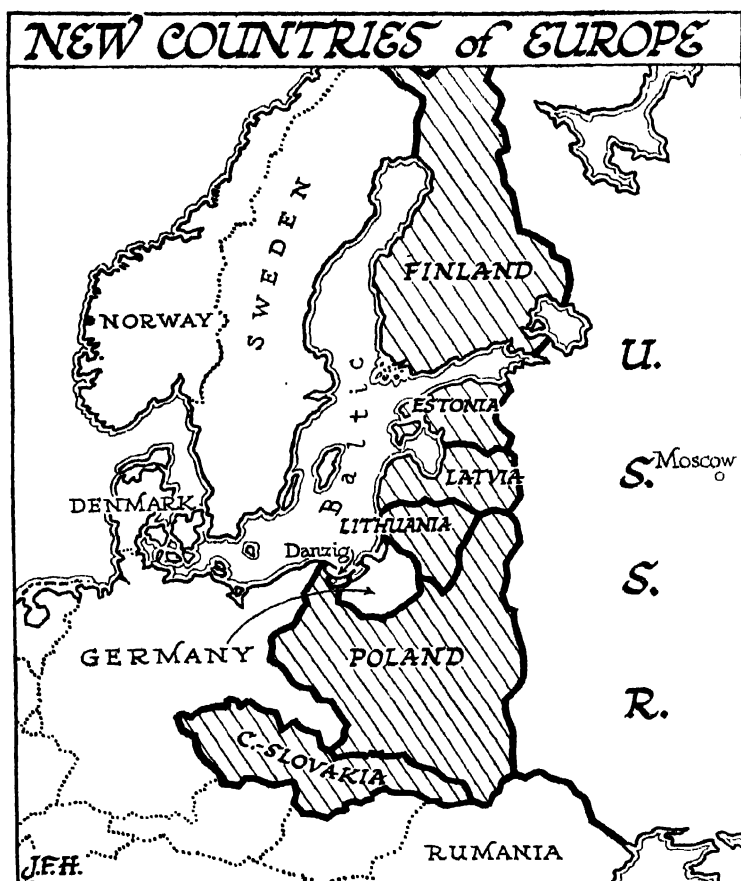 NEW COUNTRIES of EUROPE
SWEDEN
FINLAND
NORWAY
U.
Baltic
ESTONIA
S.
Moscow
LATVIA
DENMARK
LITHUANIA
Danzig
S.
GERMANY
POLAND
R.
C.-SLOVAKIA
RUMANIA
J.F.H.